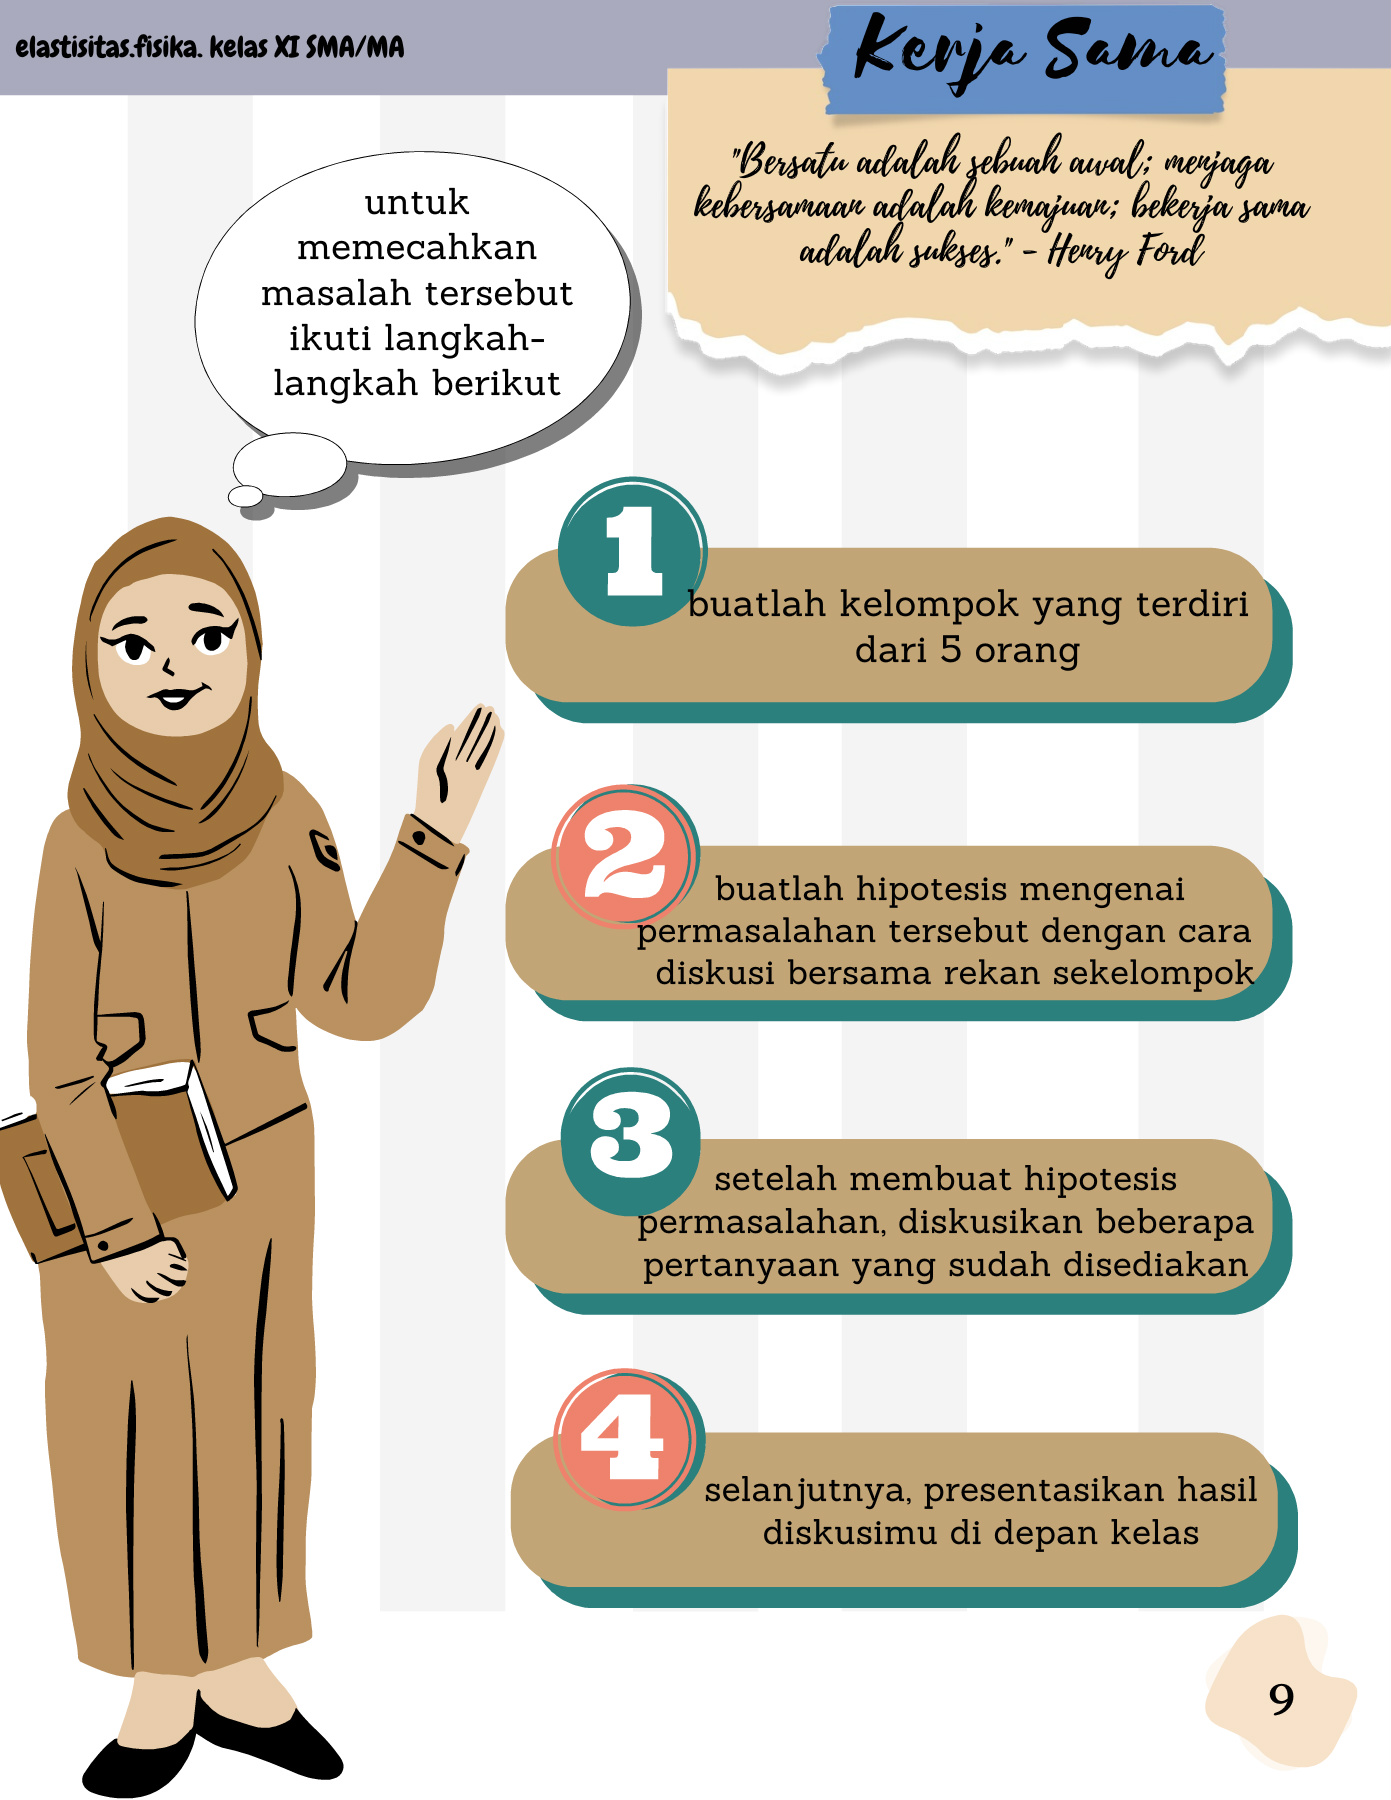 elastisitas.fisika. kelas XI SMA/MA
Kerja Sama
"Bersatu adalah sebuah awal; menjaga
kebersamaan adalah kemajuan; bekerja sama
adalah sukses." - Henry Ford
untuk
memecahkan
masalah tersebut
ikuti langkah-
langkah berikut
1
buatlah kelompok yang terdiri
dari 5 orang
2
buatlah hipotesis mengenai
permasalahan tersebut dengan cara
diskusi bersama rekan sekelompok
3
setelah membuat hipotesis
permasalahan, diskusikan beberapa
pertanyaan yang sudah disediakan
4
selanjutnya, presentasikan hasil
diskusimu di depan kelas
9